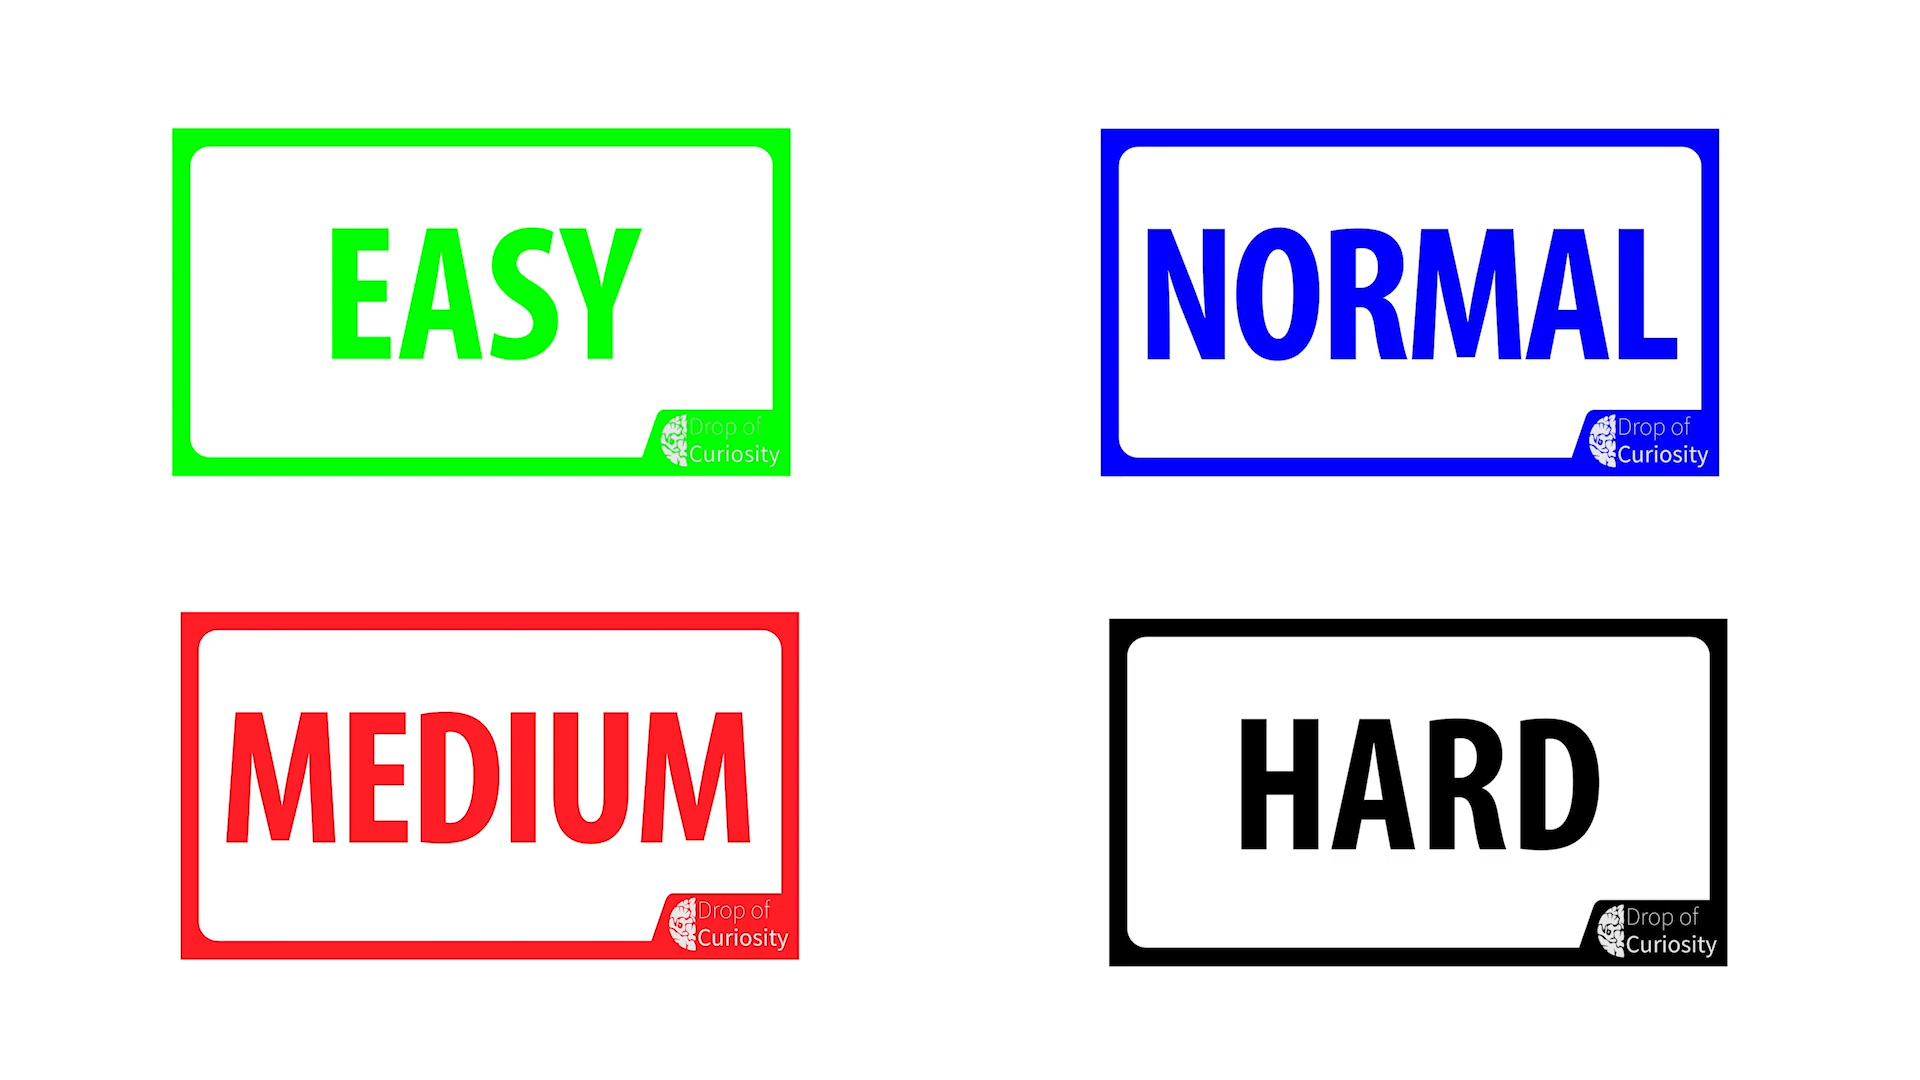 EASY
Drop of
Curiosity
NORMAL
Drop of
Curiosity
MEDIUM
Drop of
Curiosity
HARD
Drop of
Curiosity